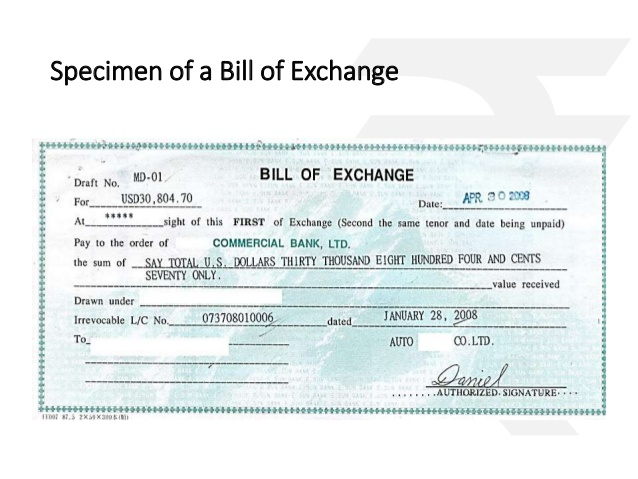 Specimen of a Bill of Exchange
BILL OF EXCHANGE
Draft No. MD-01
For USD30,804.70 Date: APR 30 2008
At ***** sight of this FIRST of Exchange (Second the same tenor and date being unpaid)
Pay to the order of COMMERCIAL BANK, LTD.
the sum of SAY TOTAL U.S. DOLLARS THIRTY THOUSAND EIGHT HUNDRED FOUR AND CENTS
SEVENTY ONLY.
value received
Drawn under
Irrevocable L/C No. 073708010006 dated JANUARY 28, 2008
To AUTO CO.LTD.
Daniel
AUTHORIZED SIGNATURE